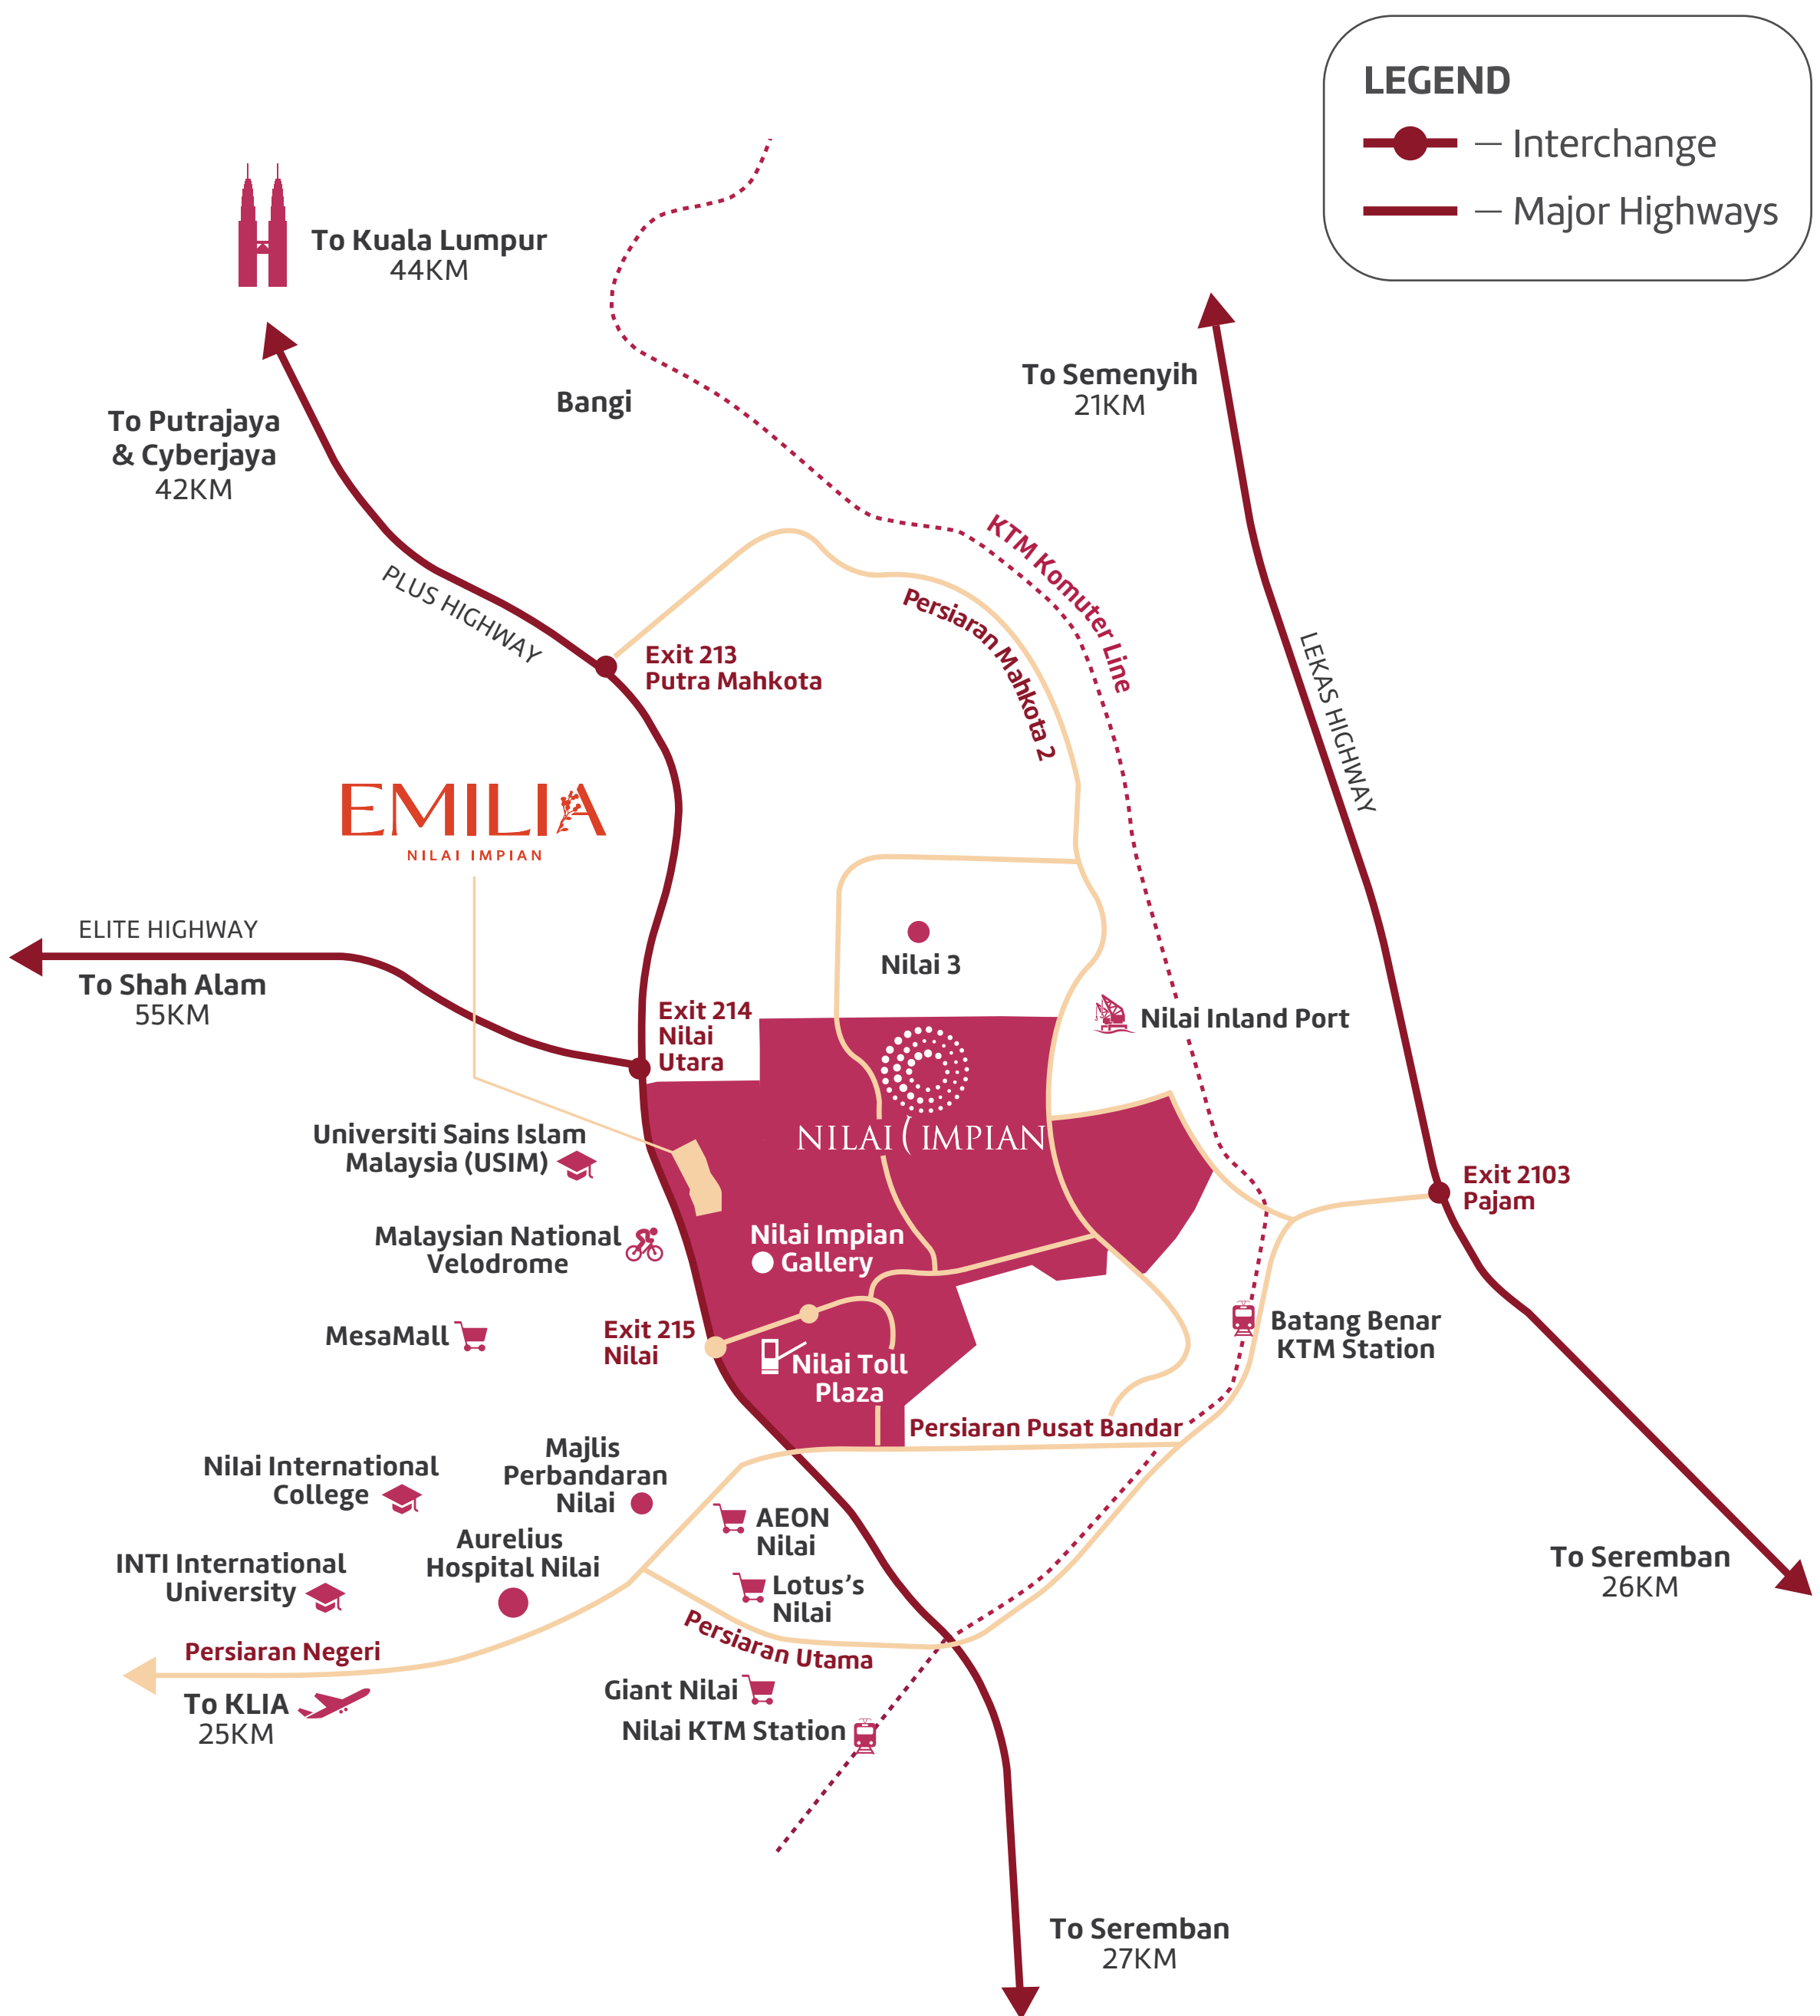 LEGEND
— Interchange
— Major Highways
To Kuala Lumpur
44KM
To Semenyih
21KM
Bangi
To Putrajaya
& Cyberjaya
42KM
KTM Komuter Line
PLUS HIGHWAY
Persiaran Mahkota 2
Exit 213
Putra Mahkota
LEKAS HIGHWAY
EMILIA
NILAI IMPIAN
ELITE HIGHWAY
To Shah Alam
55KM
Nilai 3
Exit 214
Nilai
Utara
Nilai Inland Port
NILAI ( IMPIAN
Universiti Sains Islam
Malaysia (USIM)
Exit 2103
Pajam
Malaysian National
Velodrome
Nilai Impian
Gallery
MesaMall
Exit 215
Nilai
Nilai Toll
Plaza
Batang Benar
KTM Station
Persiaran Pusat Bandar
Nilai International
College
Majlis
Perbandaran
Nilai
AEON
Nilai
Aurelius
Hospital Nilai
INTI International
University
Lotus's
Nilai
To Seremban
26KM
Persiaran Utama
Persiaran Negeri
To KLIA
25KM
Giant Nilai
Nilai KTM Station
To Seremban
27KM